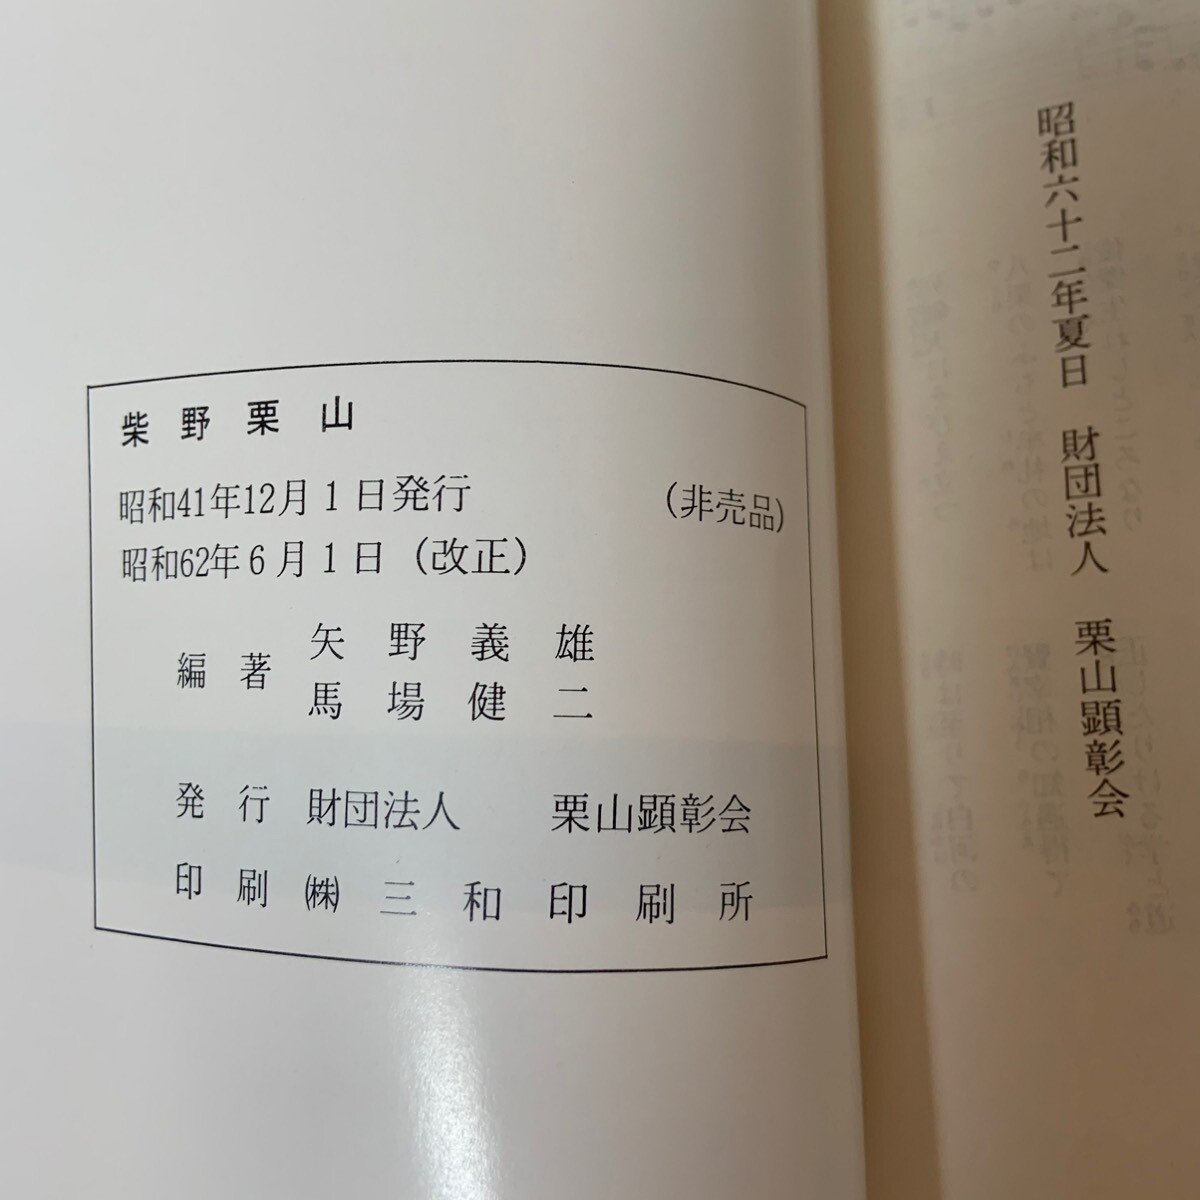 昭和六十二年夏日　財団法人　栗山顕彰会
柴野栗山
昭和41年12月1日発行　（非売品）
昭和62年6月1日（改正）
編著　矢野義雄
馬場健二
発行　財団法人　栗山顕彰会
印刷　㈱三和印刷所